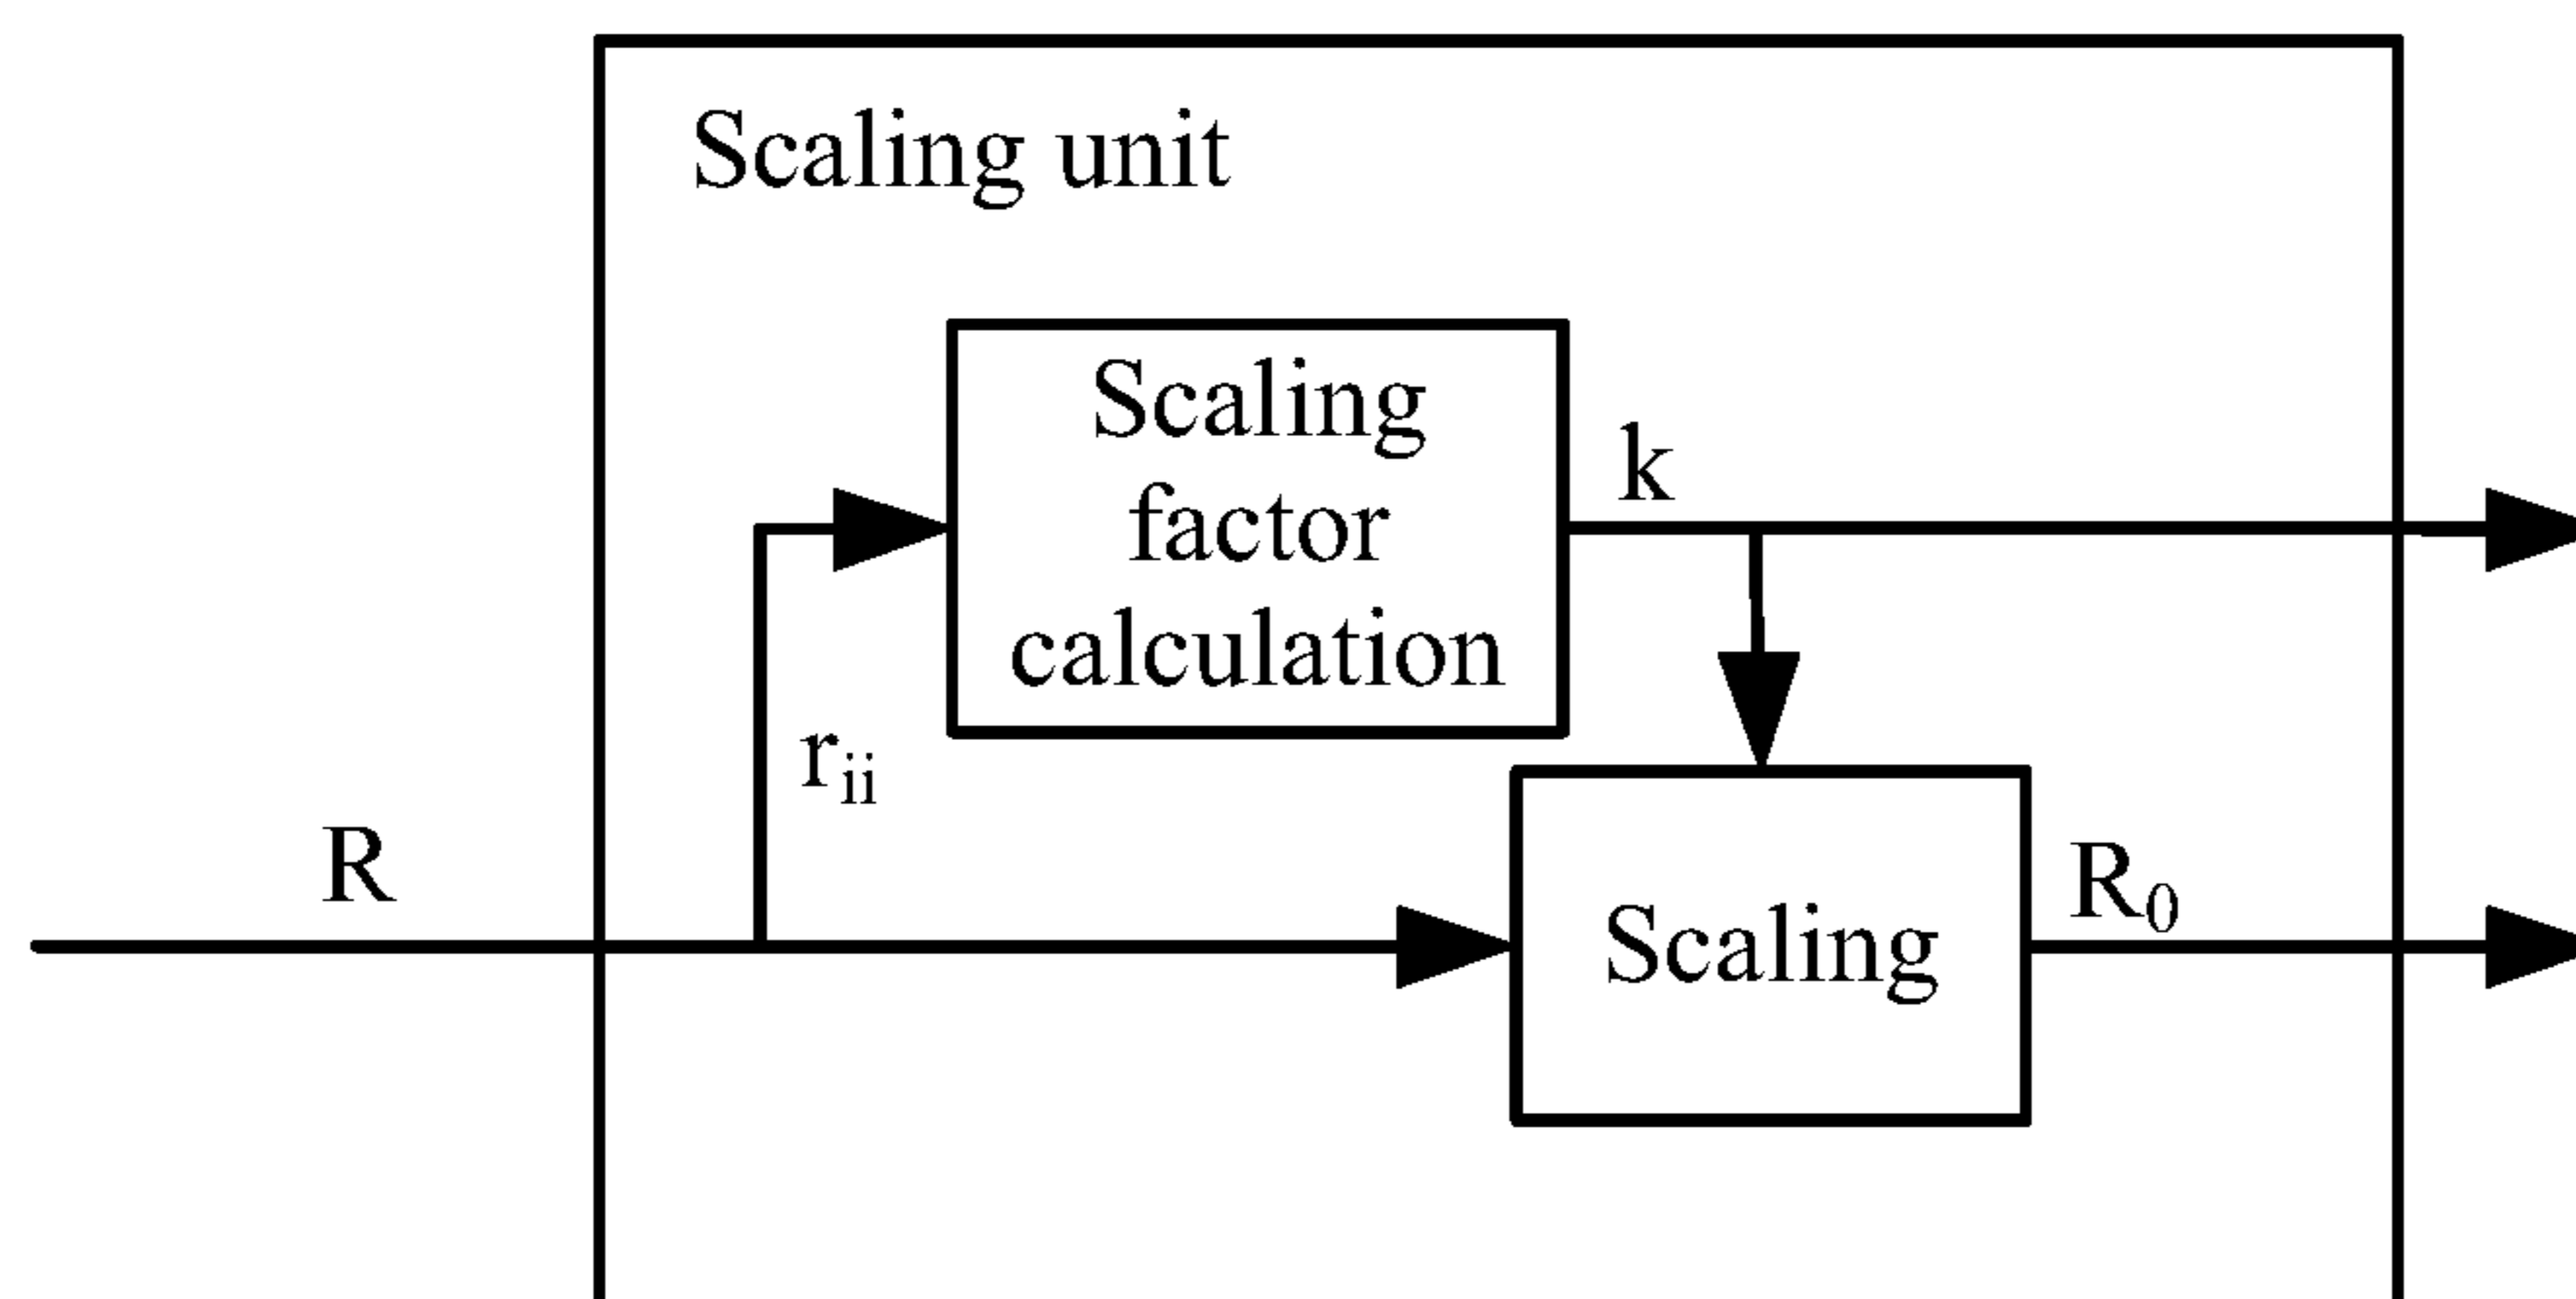 Scaling unit
Scaling
factor
calculation
k
r_ii
R
Scaling
R_0